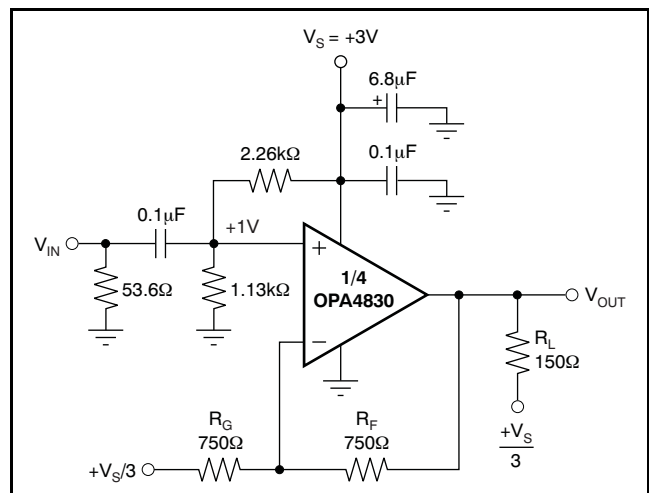 V_S = +3V
6.8µF
+
2.26kΩ
0.1µF
0.1µF
+1V
V_IN
+
53.6Ω
1.13kΩ
1/4
OPA4830
−
V_OUT
R_L
150Ω
R_G
750Ω
R_F
750Ω
+V_S/3
+V_S
3